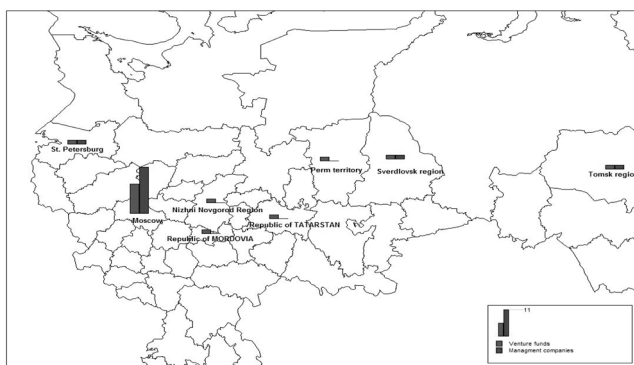 St. Petersburg
Perm territory
Sverdlovsk region
Tomsk regio
Nizhni Novgorod Region
Moscow
Republic of TATARSTAN
Republic of MORDOVIA
11
Venture funds
Managment companies